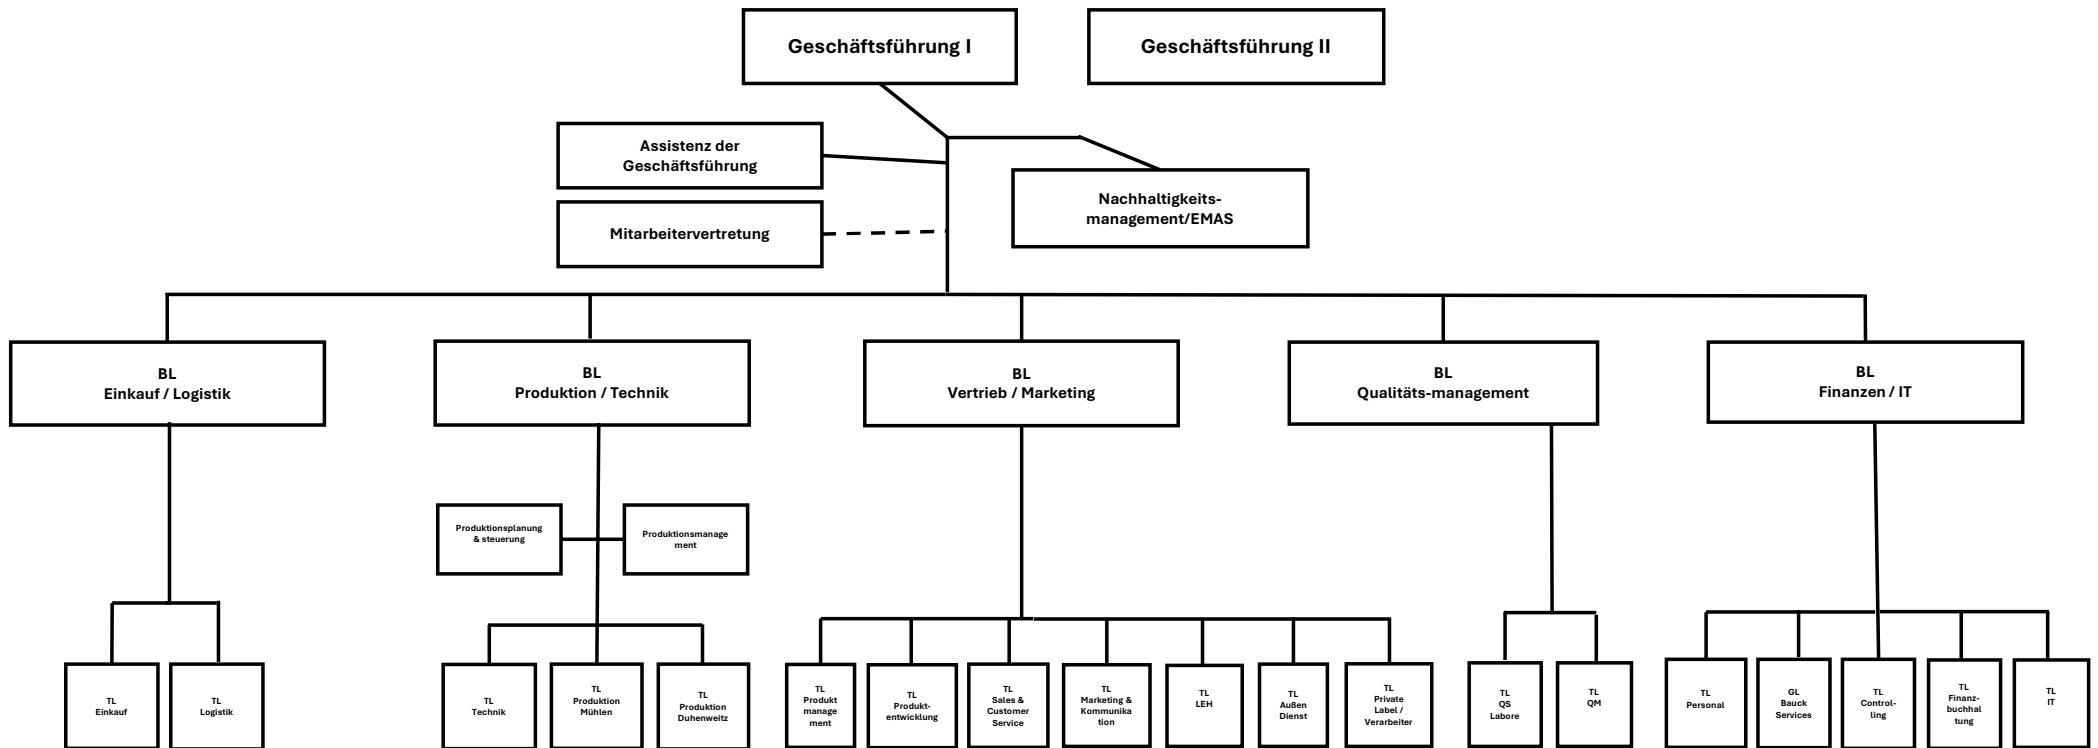 Geschäftsführung I
Geschäftsführung II
Assistenz der
Geschäftsführung
Nachhaltigkeits-
management/EMAS
Mitarbeitervertretung
BL
Einkauf / Logistik
BL
Produktion / Technik
BL
Vertrieb / Marketing
BL
Qualitäts-management
BL
Finanzen / IT
Produktionsplanung
& steuerung
Produktionsmanage
ment
TL
Einkauf
TL
Logistik
TL
Technik
TL
Produktion
Mühlen
TL
Produktion
Duhenweitz
TL
Produkt
manage
ment
TL
Produkt-
entwicklung
TL
Sales &
Customer
Service
TL
Marketing &
Kommunika
tion
TL
LEH
TL
Außen
Dienst
TL
Private
Label /
Verarbeiter
TL
QS
Labore
TL
QM
TL
Personal
GL
Bauck
Services
TL
Control-
ling
TL
Finanz-
buchhal
tung
TL
IT